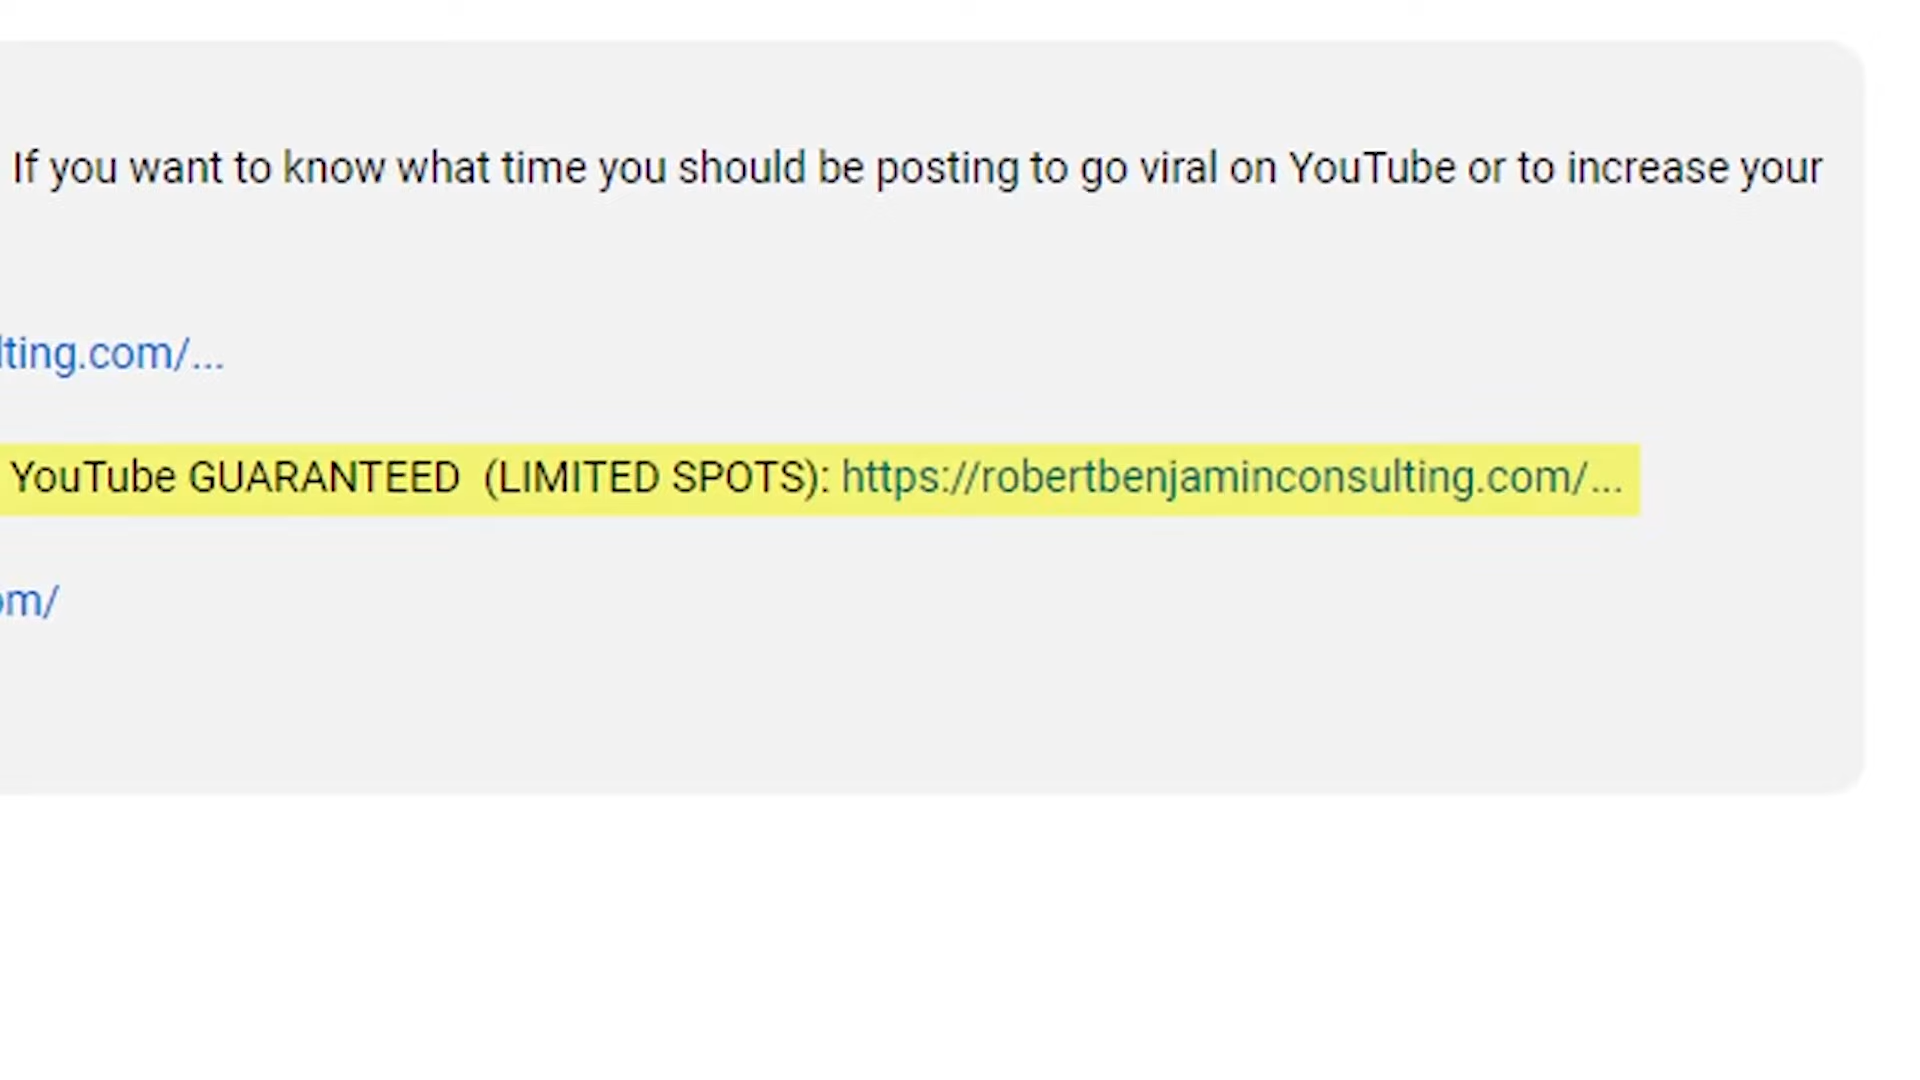 If you want to know what time you should be posting to go viral on YouTube or to increase your
lting.com/...
YouTube GUARANTEED (LIMITED SPOTS): https://robertbenjaminconsulting.com/...
om/